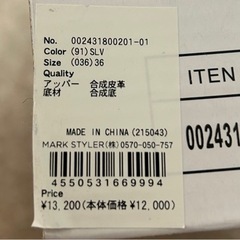 No. 002431800201-01
Color (91)SLV
Size (036)36
Quality
アッパー 合成皮革
底材 合成底
MADE IN CHINA (215043)
MARK STYLER(株)0570-050-757
4550531669994
Price
¥13,200(本体価格 ¥12,000)
ITEN
002431